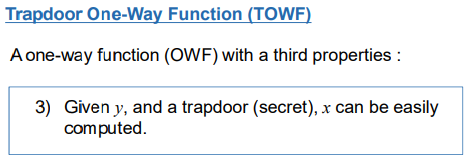 Trapdoor One-Way Function (TOWF)
A one-way function (OWF) with a third properties :
3) Given y, and a trapdoor (secret), x can be easily
computed.